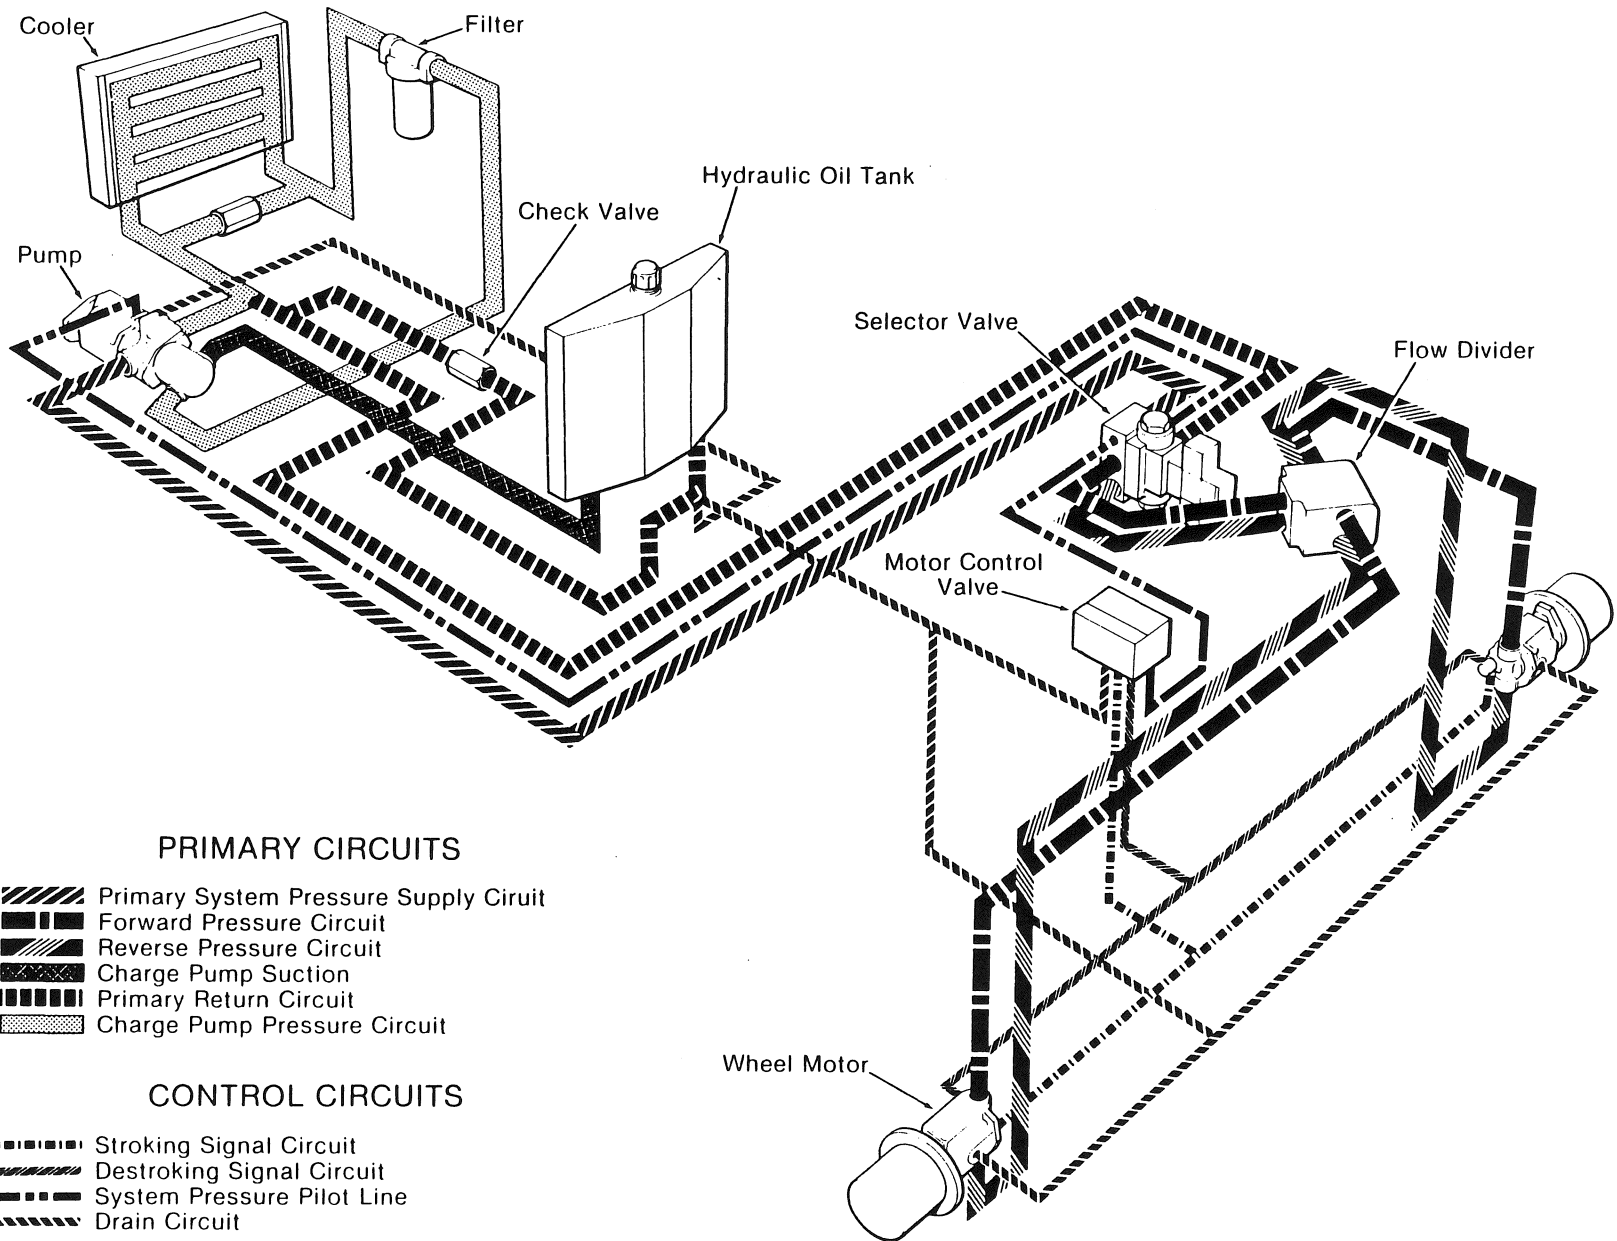 Cooler
Filter
Hydraulic Oil Tank
Check Valve
Pump
Selector Valve
Flow Divider
Motor Control
Valve
PRIMARY CIRCUITS
Primary System Pressure Supply Ciruit
Forward Pressure Circuit
Reverse Pressure Circuit
Charge Pump Suction
Primary Return Circuit
Charge Pump Pressure Circuit
Wheel Motor
CONTROL CIRCUITS
Stroking Signal Circuit
Destroking Signal Circuit
System Pressure Pilot Line
Drain Circuit